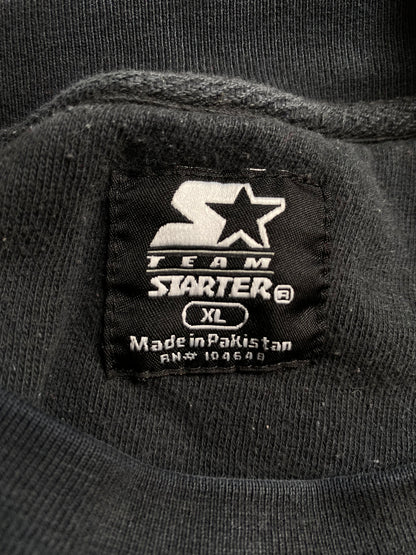 TEAM
STARTER®
XL
Made in Pakistan
RN# 104648